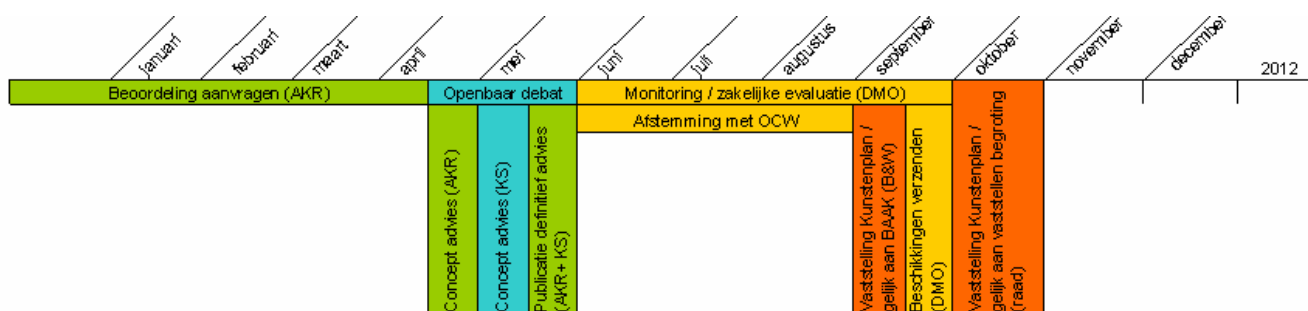 januari
februari
maart
april
mei
juni
juli
augustus
september
oktober
november
december
2012
Beoordeling aanvragen (AKR)
Openbaar debat
Monitoring / zakelijke evaluatie (DMO)
Afstemming met OCW
Concept advies (AKR)
Concept advies (KS)
Publicatie definitief advies
(AKR+ KS)
Vaststelling Kunstenplan /
gelijk aan BAAK (B&W)
Beschikkingen verzenden
(DMO)
Vaststelling Kunstenplan /
gelijk aan vaststellen begroting
(raad)